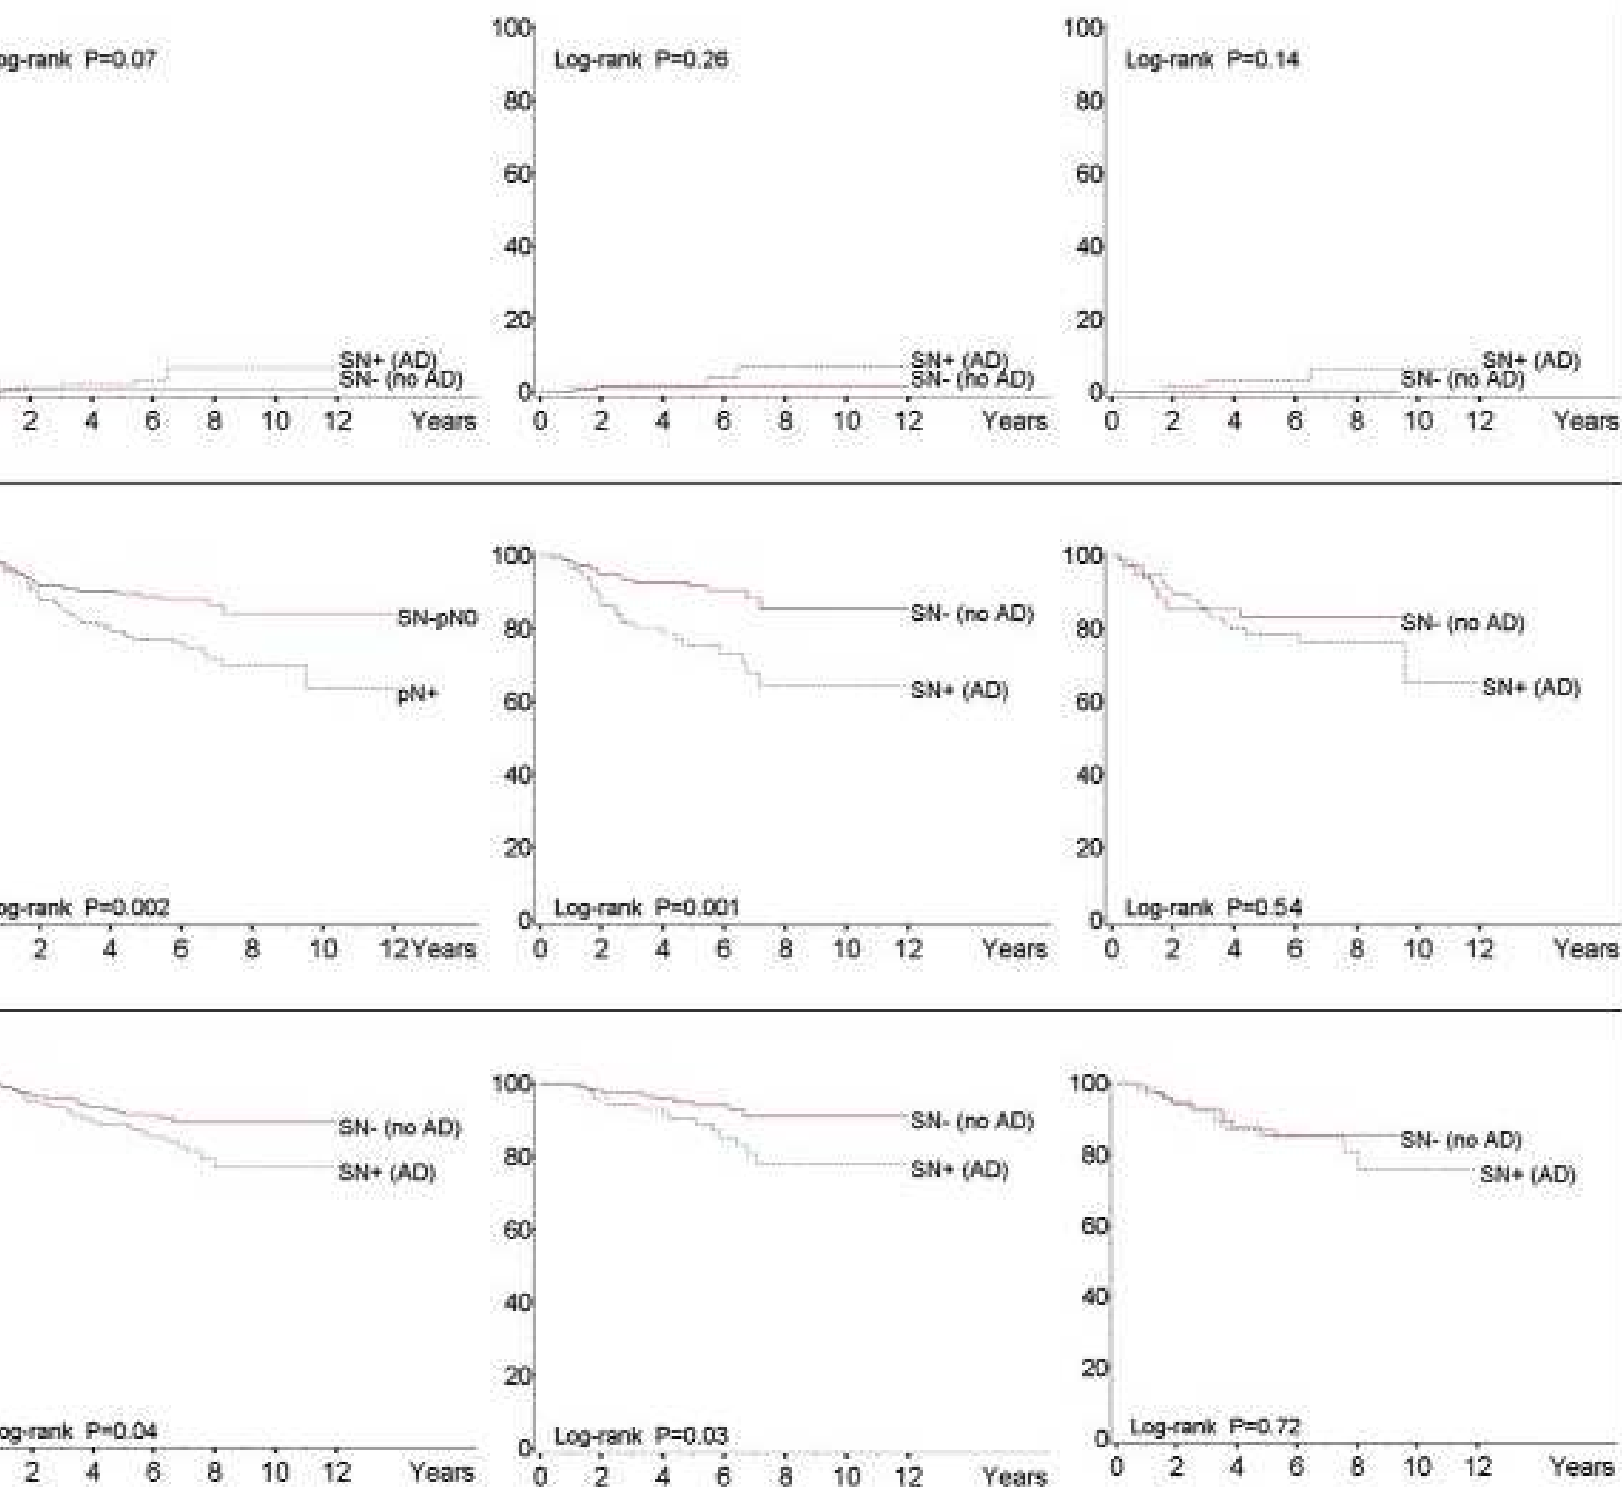 og-rank P=0.07
SN+ (AD)
SN- (no AD)
2 4 6 8 10 12 Years
100
Log-rank P=0.26
80
60
40
20
SN+ (AD)
SN- (no AD)
0
0 2 4 6 8 10 12 Years
100
Log-rank P=0.14
80
60
40
20
SN+ (AD)
SN- (no AD)
0
0 2 4 6 8 10 12 Years
SN-pN0
pN+
og-rank P=0.002
2 4 6 8 10 12 Years
100
SN- (no AD)
80
SN+ (AD)
60
40
20
Log-rank P=0.001
0
0 2 4 6 8 10 12 Years
100
80
SN- (no AD)
SN+ (AD)
60
40
20
Log-rank P=0.54
0
0 2 4 6 8 10 12 Years
SN- (no AD)
SN+ (AD)
og-rank P=0.04
2 4 6 8 10 12 Years
100
SN- (no AD)
80
SN+ (AD)
60
40
20
Log-rank P=0.03
0
0 2 4 6 8 10 12 Years
100
SN- (no AD)
80
SN+ (AD)
60
40
20
Log-rank P=0.72
0
0 2 4 6 8 10 12 Years